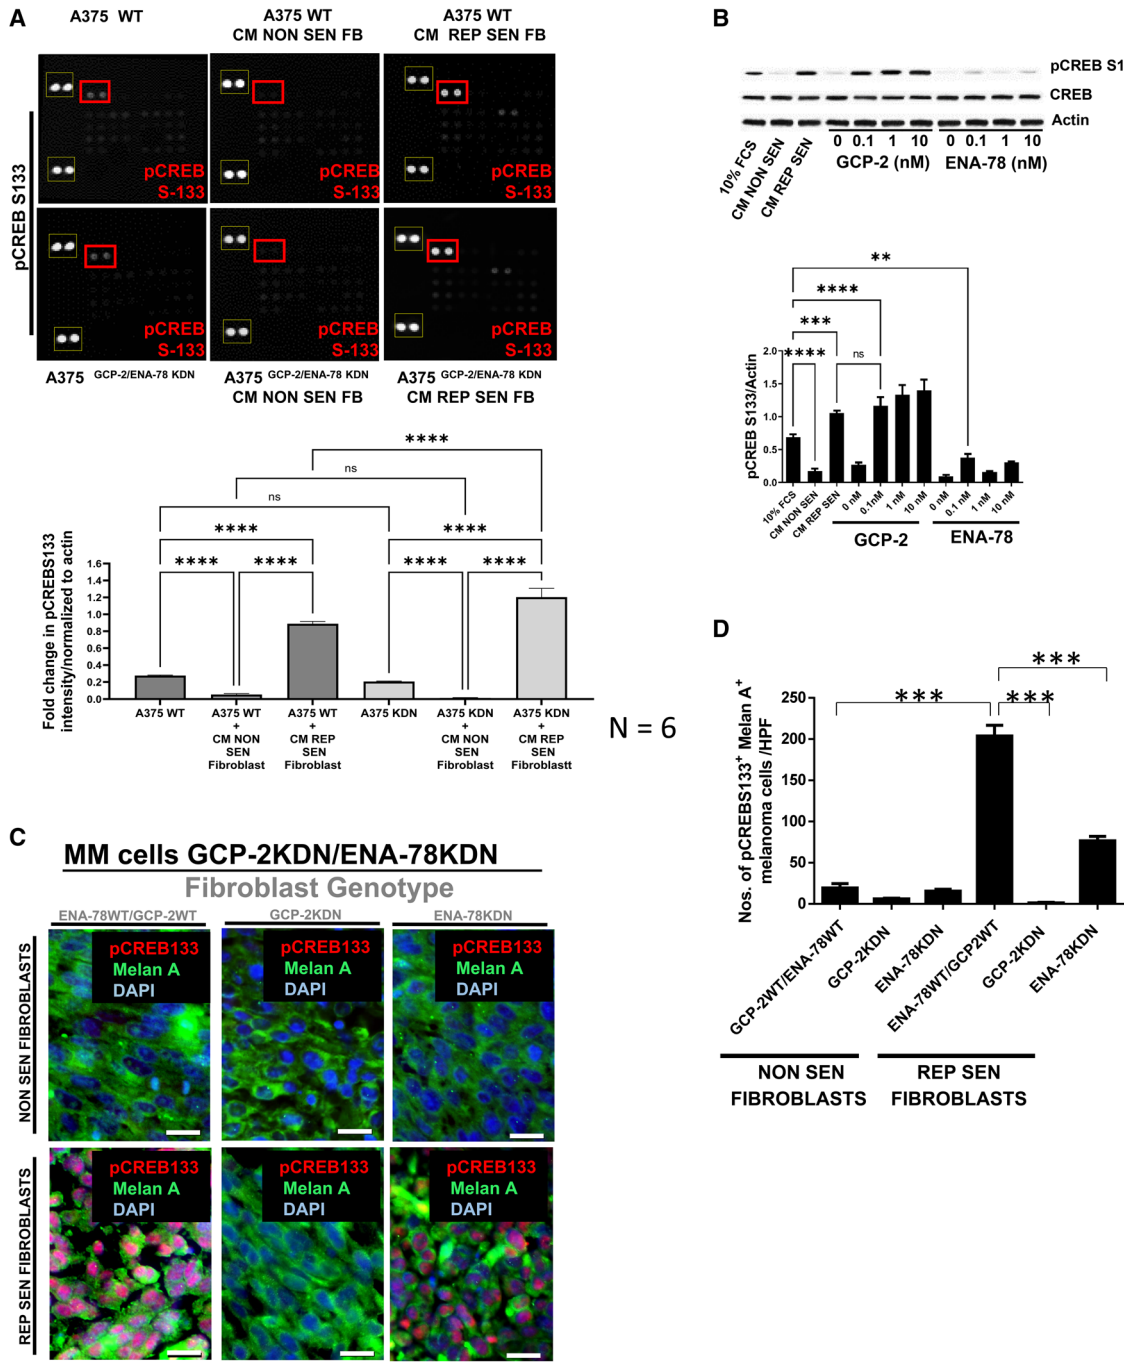 A
A375 WT
A375 WT
CM NON SEN FB
A375 WT
CM REP SEN FB
pCREB S133
pCREB
S-133
pCREB
S-133
pCREB
S-133
pCREB
S-133
pCREB
S-133
pCREB
S-133
A375 GCP-2/ENA-78 KDN
A375 GCP-2/ENA-78 KDN
CM NON SEN FB
A375 GCP-2/ENA-78 KDN
CM REP SEN FB
****
ns
ns
**** ****
**** **** **** ****
Fold change in pCREBS133
intensity/normalized to actin
1.6
1.4
1.2
1.0
0.8
0.6
0.4
0.2
0.0
A375 WT
A375 WT
+
CM NON
SEN
Fibroblast
A375 WT
+
CM REP
SEN
Fibroblast
A375 KDN
A375 KDN
+
CM NON
SEN
Fibroblast
A375 KDN
+
CM REP
SEN
Fibroblastt
N = 6
B
pCREB S1
CREB
Actin
10% FCS
CM NON SEN
CM REP SEN
0 0.1 1 10
GCP-2 (nM)
0 0.1 1 10
ENA-78 (nM)
**
****
***
**** ns
pCREB S133/Actin
2.0
1.5
1.0
0.5
0.0
10% FCS
CM NON SEN
CM REP SEN
0 nM
0.1nM
1 nM
10 nM
0 nM
0.1 nM
1 nM
10 nM
GCP-2
ENA-78
C
MM cells GCP-2KDN/ENA-78KDN
Fibroblast Genotype
ENA-78WT/GCP-2WT
GCP-2KDN
ENA-78KDN
NON SEN FIBROBLASTS
pCREB133
Melan A
DAPI
pCREB133
Melan A
DAPI
pCREB133
Melan A
DAPI
REP SEN FIBROBLASTS
pCREB133
Melan A
DAPI
pCREB133
Melan A
DAPI
pCREB133
Melan A
DAPI
D
***
*** ***
Nos. of pCREBS133+ Melan A+
melanoma cells /HPF
250
200
150
100
50
0
GCP-2WT/ENA-78WT
GCP-2KDN
ENA-78KDN
ENA-78WT/GCP2WT
GCP-2KDN
ENA-78KDN
NON SEN
FIBROBLASTS
REP SEN
FIBROBLASTS